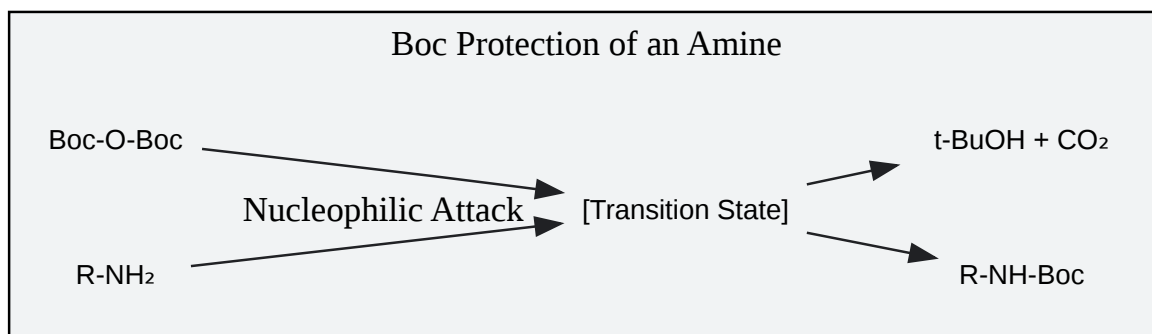 Boc Protection of an Amine
Boc-O-Boc
t-BuOH + CO₂
Nucleophilic Attack
[Transition State]
R-NH₂
R-NH-Boc